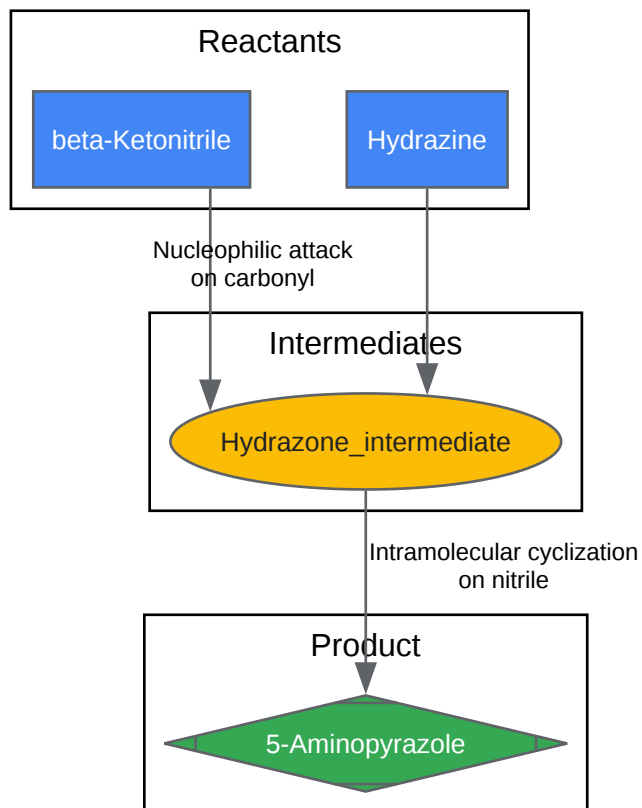 Reactants
beta-Ketonitrile
Hydrazine
Nucleophilic attack
on carbonyl
Intermediates
Hydrazone_intermediate
Intramolecular cyclization
on nitrile
Product
5-Aminopyrazole